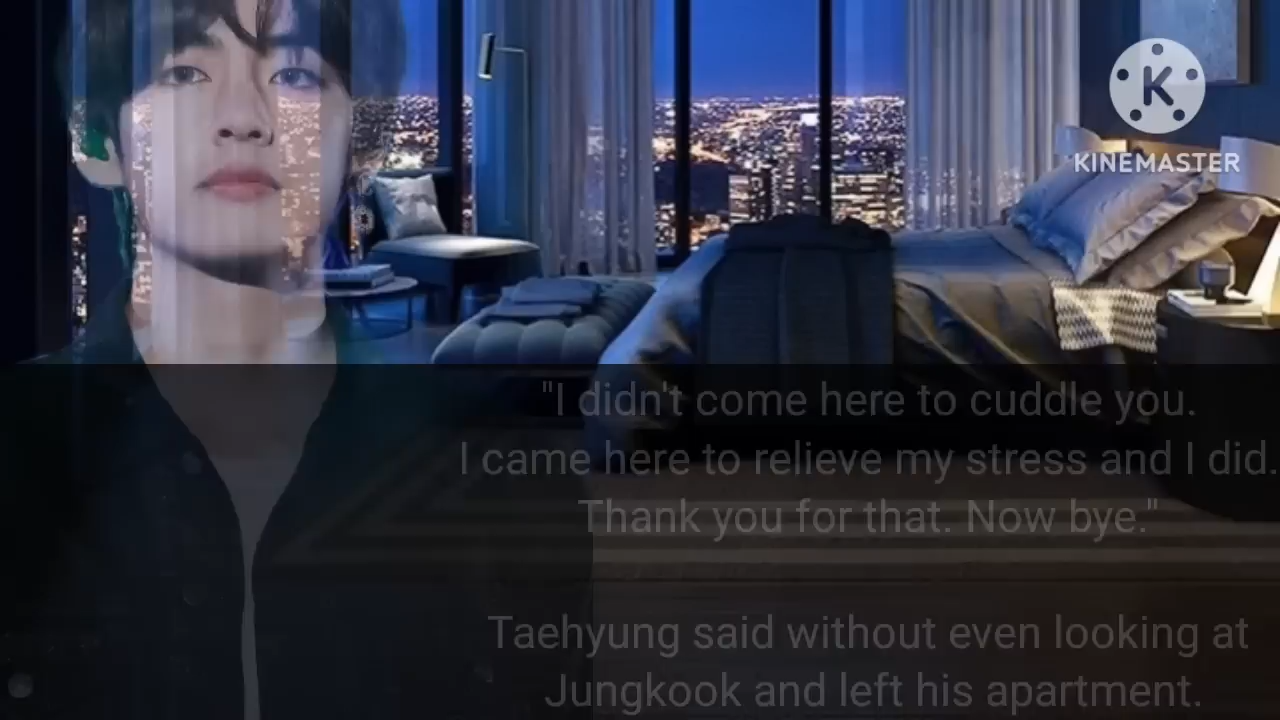 KINEMASTER
"I didn't come here to cuddle you.
I came here to relieve my stress and I did.
Thank you for that. Now bye."
Taehyung said without even looking at
Jungkook and left his apartment.